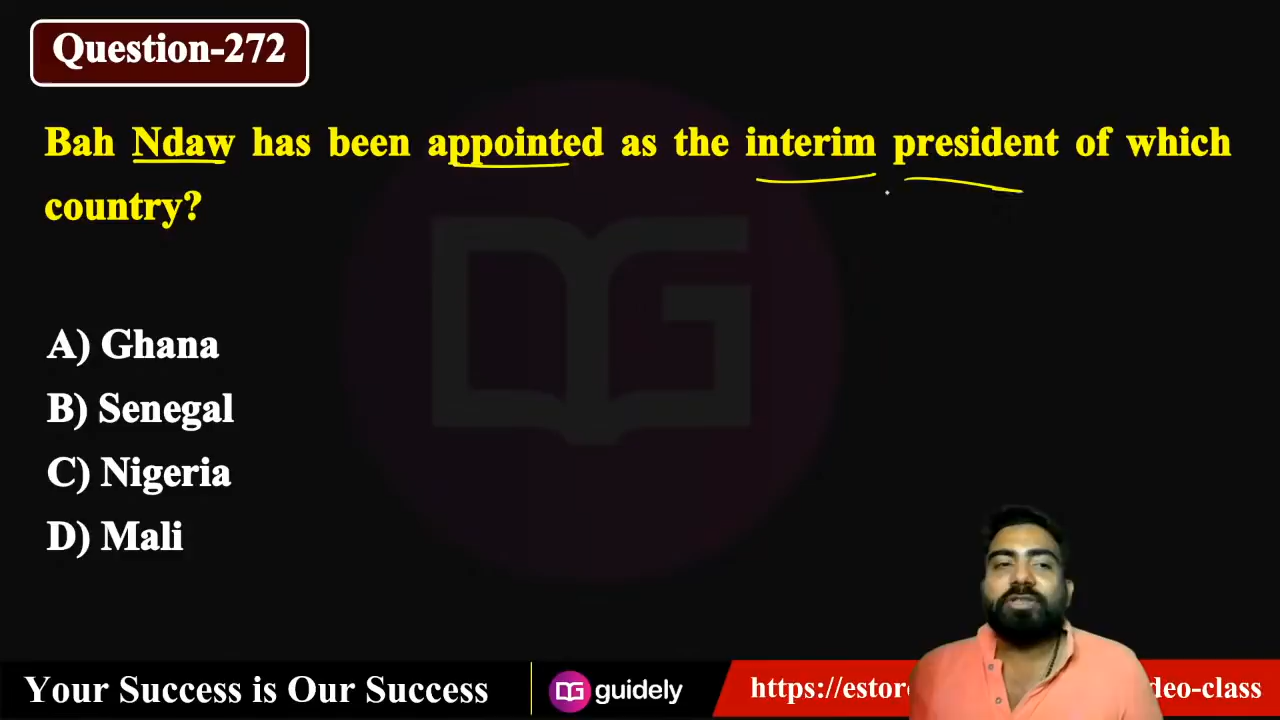 Question-272
Bah Ndaw has been appointed as the interim president of which
country?
A) Ghana
B) Senegal
C) Nigeria
D) Mali
Your Success is Our Success
guidely
https://estor
deo-class